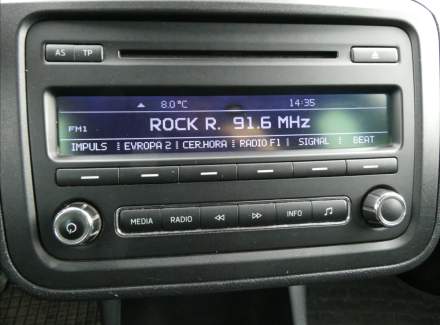 AS TP
8.0°C 14:35
FM1 ROCK R. 91.6 MHz
IMPULS EVROPA 2 CER.HORA RADIO F1 SIGNAL BEAT
MEDIA RADIO INFO